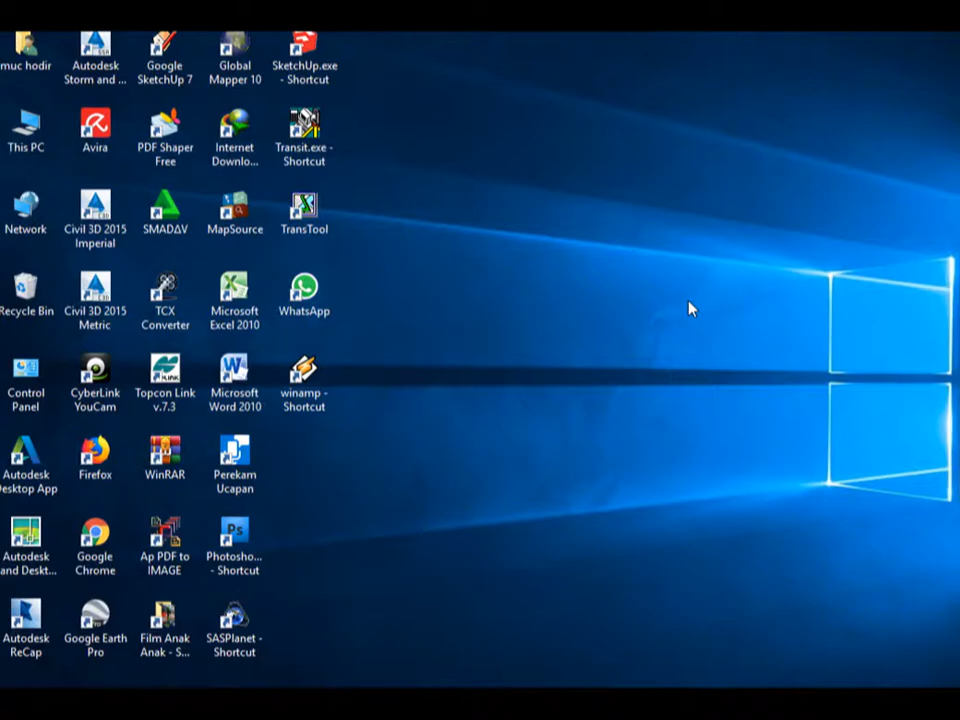 muc hodir
Autodesk
Storm and ...
Google
SketchUp 7
Global
Mapper 10
SketchUp.exe
- Shortcut
This PC
Avira
PDF Shaper
Free
Internet
Downlo...
Transit.exe -
Shortcut
Network
Civil 3D 2015
Imperial
SMADΔV
MapSource
TransTool
Recycle Bin
Civil 3D 2015
Metric
TCX
Converter
Microsoft
Excel 2010
WhatsApp
Control
Panel
CyberLink
YouCam
Topcon Link
v.7.3
Microsoft
Word 2010
winamp -
Shortcut
Autodesk
Desktop App
Firefox
WinRAR
Perekam
Ucapan
Autodesk
and Deskt...
Google
Chrome
Ap PDF to
IMAGE
Photosho...
- Shortcut
Autodesk
ReCap
Google Earth
Pro
Film Anak
Anak - S...
SASPlanet -
Shortcut